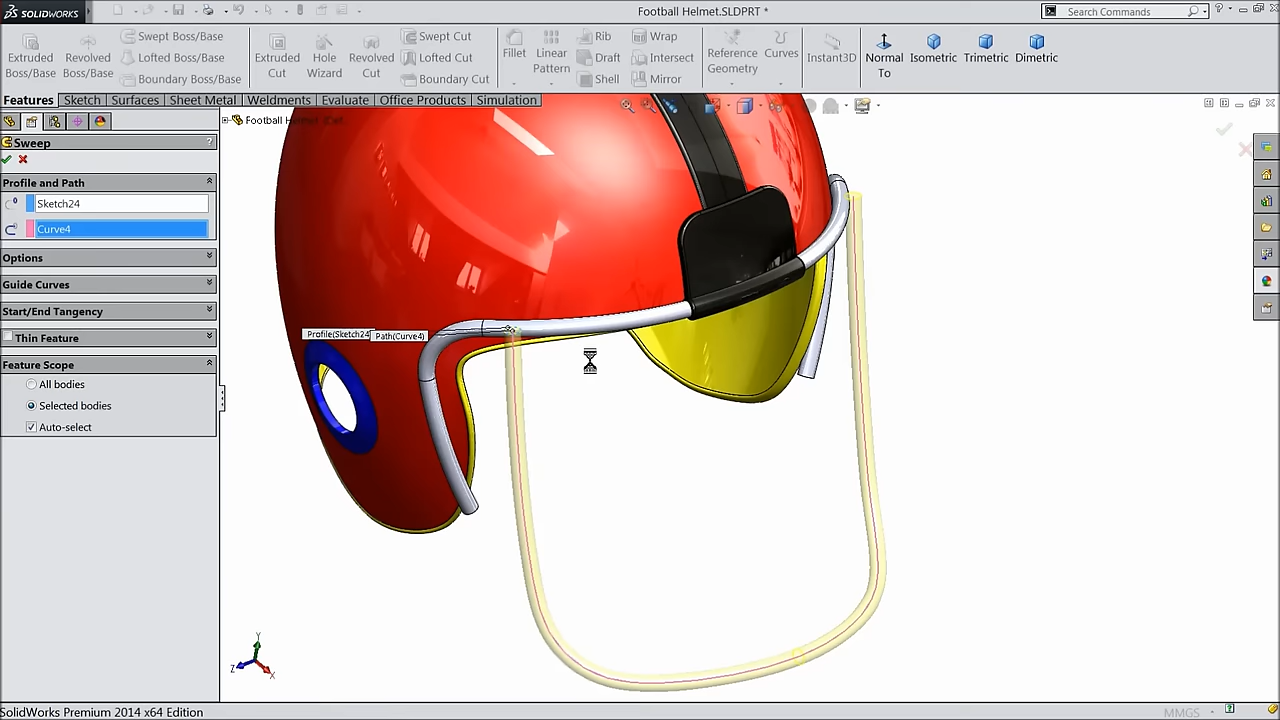 SOLIDWORKS
Football Helmet.SLDPRT *
Search Commands
Extruded Boss/Base
Revolved Boss/Base
Swept Boss/Base
Lofted Boss/Base
Boundary Boss/Base
Extruded Cut
Hole Wizard
Revolved Cut
Swept Cut
Lofted Cut
Boundary Cut
Fillet
Linear Pattern
Rib
Draft
Shell
Wrap
Intersect
Mirror
Reference Geometry
Curves
Instant3D
Normal To
Isometric
Trimetric
Dimetric
Features
Sketch
Surfaces
Sheet Metal
Weldments
Evaluate
Office Products
Simulation
Football
Sweep
?
Profile and Path
Sketch24
Curve4
Options
Guide Curves
Start/End Tangency
Thin Feature
Feature Scope
All bodies
Selected bodies
Auto-select
Profile(Sketch24
Path(Curve4)
Y
Z
X
SolidWorks Premium 2014 x64 Edition
MMGS